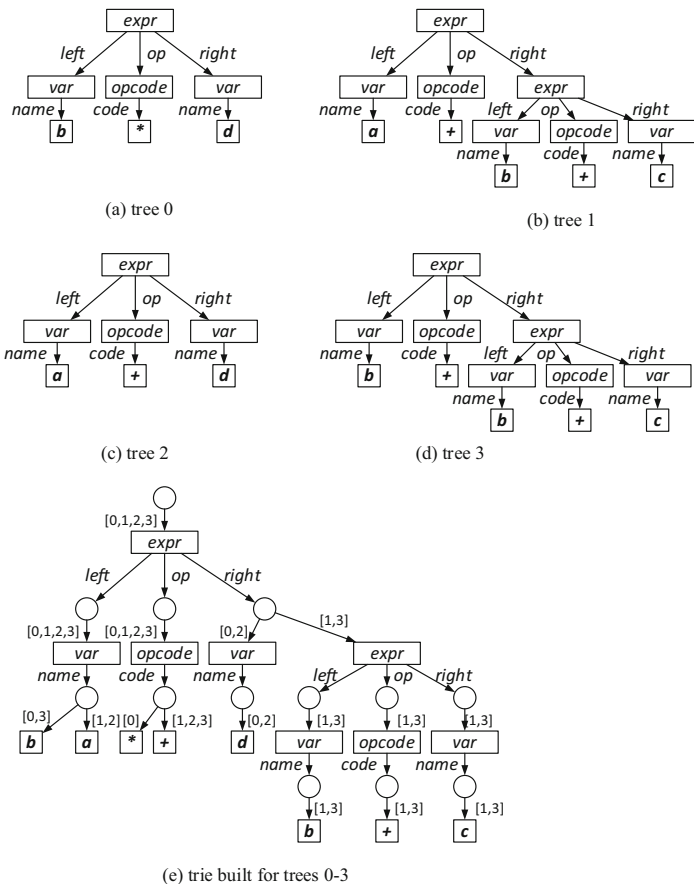 expr expr
left op right left op right
var opcode var var opcode expr
name code name name code left op right
b * d a + var opcode var
name code name
b + c
(a) tree 0
(b) tree 1
expr expr
left op right left op right
var opcode var var opcode expr
name code name name code left op right
a + d b + var opcode var
name code name
b + c
(c) tree 2 (d) tree 3
[0,1,2,3]
expr
left op right
[1,3]
[0,1,2,3] [0,1,2,3] [0,2]
var opcode var expr
name code name left op right
[0,3] [1,2] [0] [1,2,3] [0,2] [1,3] [1,3] [1,3]
b a * + d var opcode var
name code name
[1,3] [1,3] [1,3]
b + c
(e) trie built for trees 0-3